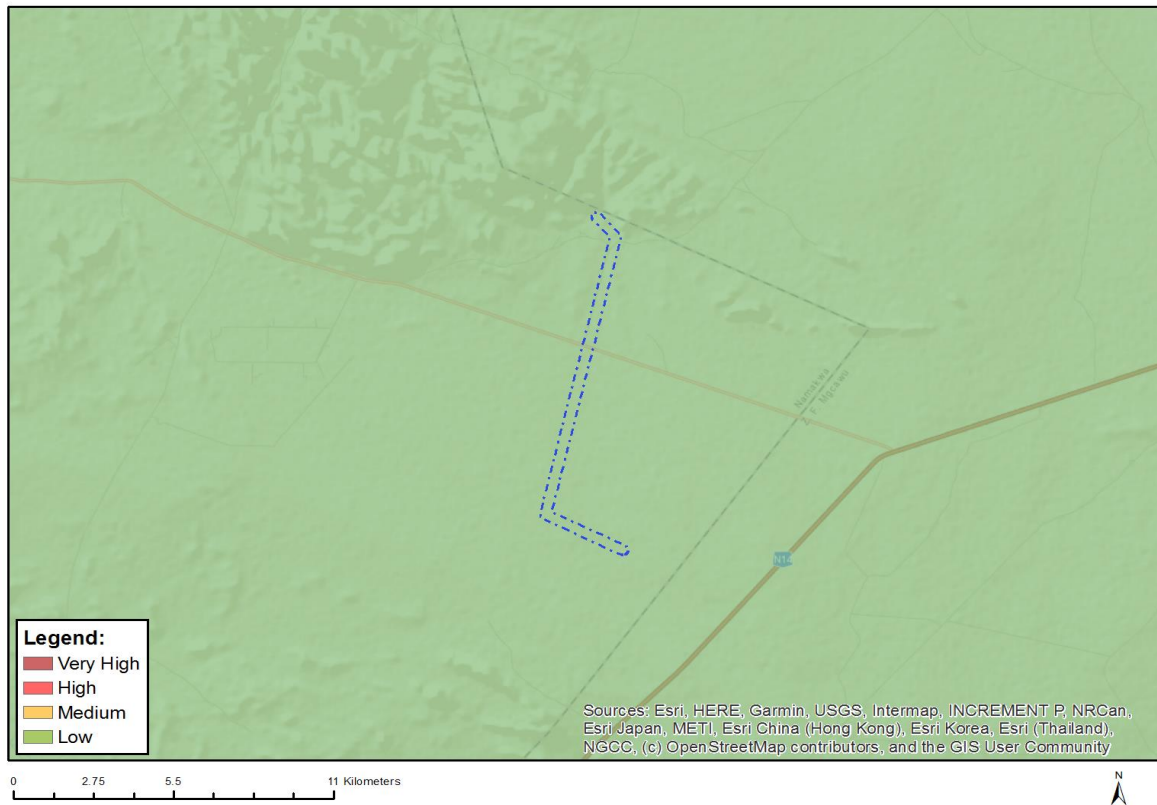 Namakwa
Z F Mgcawu
N14
Legend:
Very High
High
Medium
Low
Sources: Esri, HERE, Garmin, USGS, Intermap, INCREMENT P, NRCan,
Esri Japan, METI, Esri China (Hong Kong), Esri Korea, Esri (Thailand),
NGCC, (c) OpenStreetMap contributors, and the GIS User Community
0 2.75 5.5 11 Kilometers
N